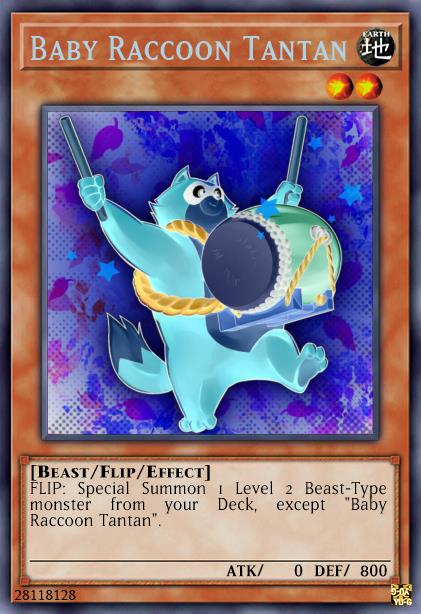 BABY RACCOON TANTAN
EARTH
地
[BEAST/FLIP/EFFECT]
FLIP: Special Summon 1 Level 2 Beast-Type
monster from your Deck, except "Baby
Raccoon Tantan".
ATK/ 0 DEF/ 800
28118128